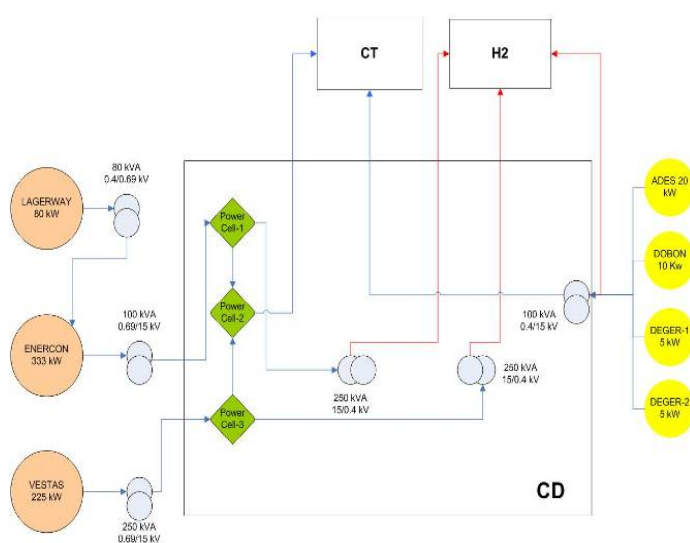 CT
H2
80 kVA
0.4/0.69 kV
LAGERWAY
80 kW
ADES 20
kW
Power
Cell-1
DOBON
10 Kw
Power
Cell-2
100 kVA
0.69/15 kV
100 kVA
0.4/15 kV
ENERCON
333 kW
DEGER-1
5 kW
250 kVA
15/0.4 kV
250 kVA
15/0.4 kV
DEGER-2
5 kW
Power
Cell-3
VESTAS
225 kW
CD
250 kVA
0.69/15 kV